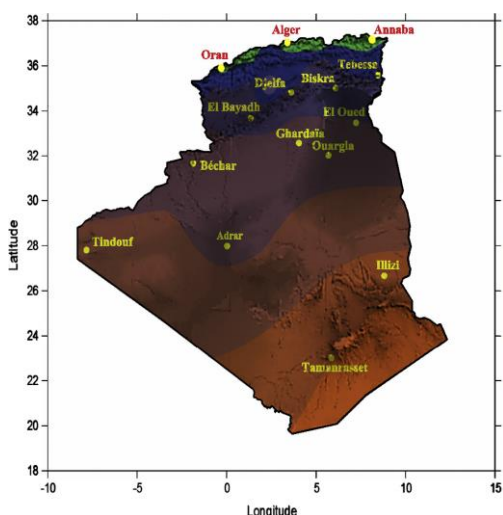 Alger
Annaba
Oran
Tebessa
Djelfa
Biskra
El Bayadh
El Oued
Ghardaïa
Ouargla
Béchar
Tindouf
Adrar
Illizi
Tamanrasset
38
36
34
32
30
28
26
24
22
20
18
Latitude
-10
-5
0
5
10
15
Longitude